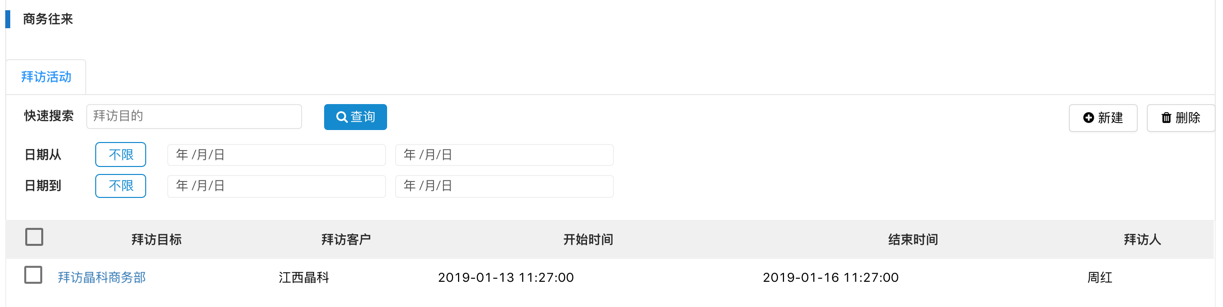 商务往来
拜访活动
快速搜索 拜访目的 查询 新建 删除
日期从 不限 年 /月/日 年 /月/日
日期到 不限 年 /月/日 年 /月/日
拜访目标 拜访客户 开始时间 结束时间 拜访人
拜访晶科商务部 江西晶科 2019-01-13 11:27:00 2019-01-16 11:27:00 周红